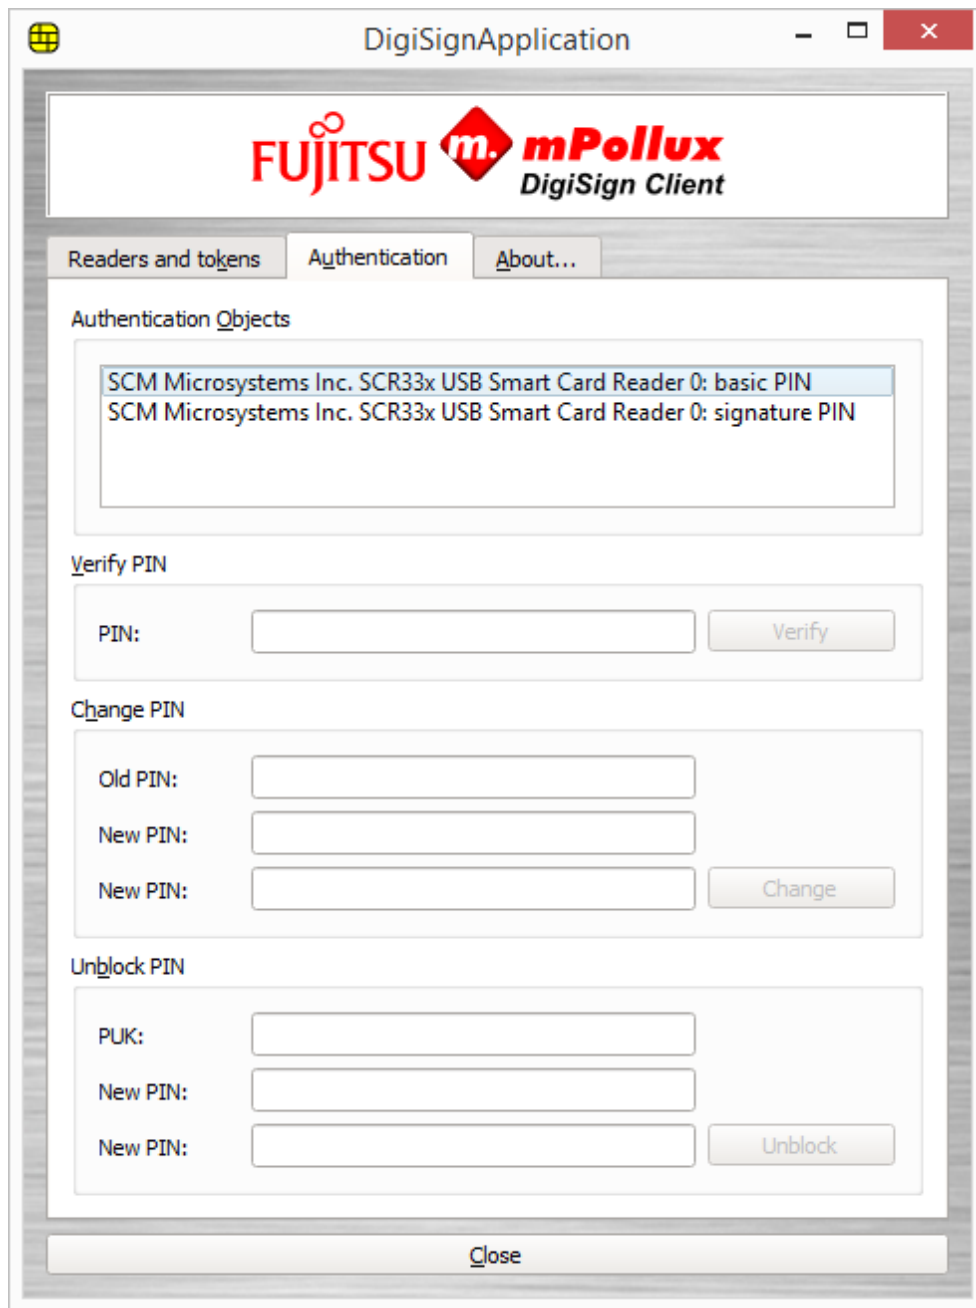 DigiSignApplication
FUJITSU m. mPollux
DigiSign Client
Readers and tokens Authentication About...
Authentication Objects
SCM Microsystems Inc. SCR33x USB Smart Card Reader 0: basic PIN
SCM Microsystems Inc. SCR33x USB Smart Card Reader 0: signature PIN
Verify PIN
PIN: Verify
Change PIN
Old PIN:
New PIN:
New PIN: Change
Unblock PIN
PUK:
New PIN:
New PIN: Unblock
Close